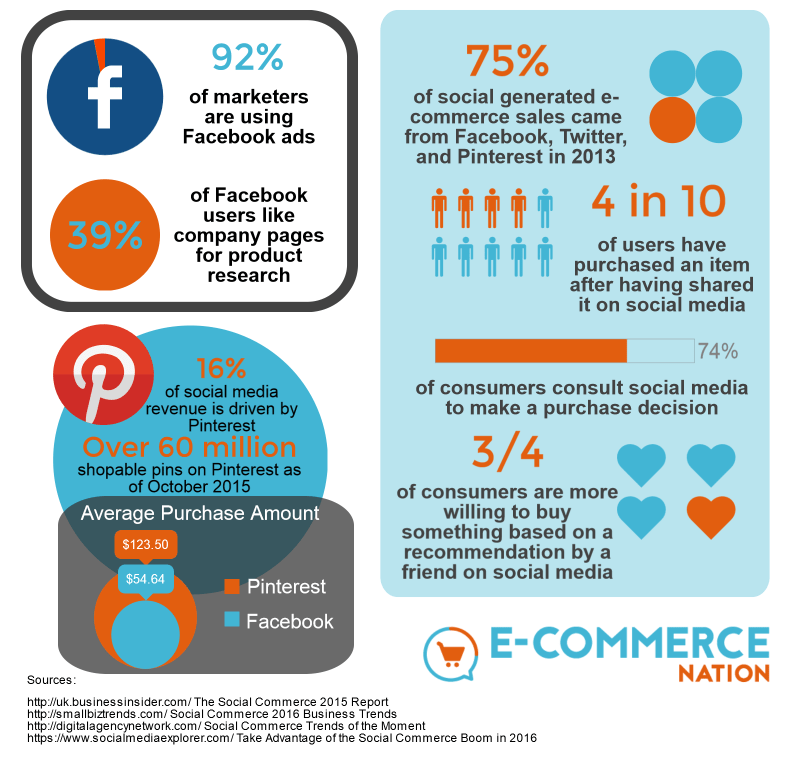 92%
of marketers
are using
Facebook ads
39%
of Facebook
users like
company pages
for product
research
16%
of social media
revenue is driven by
Pinterest
Over 60 million
shopable pins on Pinterest as
of October 2015
Average Purchase Amount
$123.50
$54.64
Pinterest
Facebook
75%
of social generated e-
commerce sales came
from Facebook, Twitter,
and Pinterest in 2013
4 in 10
of users have
purchased an item
after having shared
it on social media
74%
of consumers consult social media
to make a purchase decision
3/4
of consumers are more
willing to buy
something based on a
recommendation by a
friend on social media
E-COMMERCE
NATION
Sources:
http://uk.businessinsider.com/ The Social Commerce 2015 Report
http://smallbiztrends.com/ Social Commerce 2016 Business Trends
http://digitalagencynetwork.com/ Social Commerce Trends of the Moment
https://www.socialmediaexplorer.com/ Take Advantage of the Social Commerce Boom in 2016